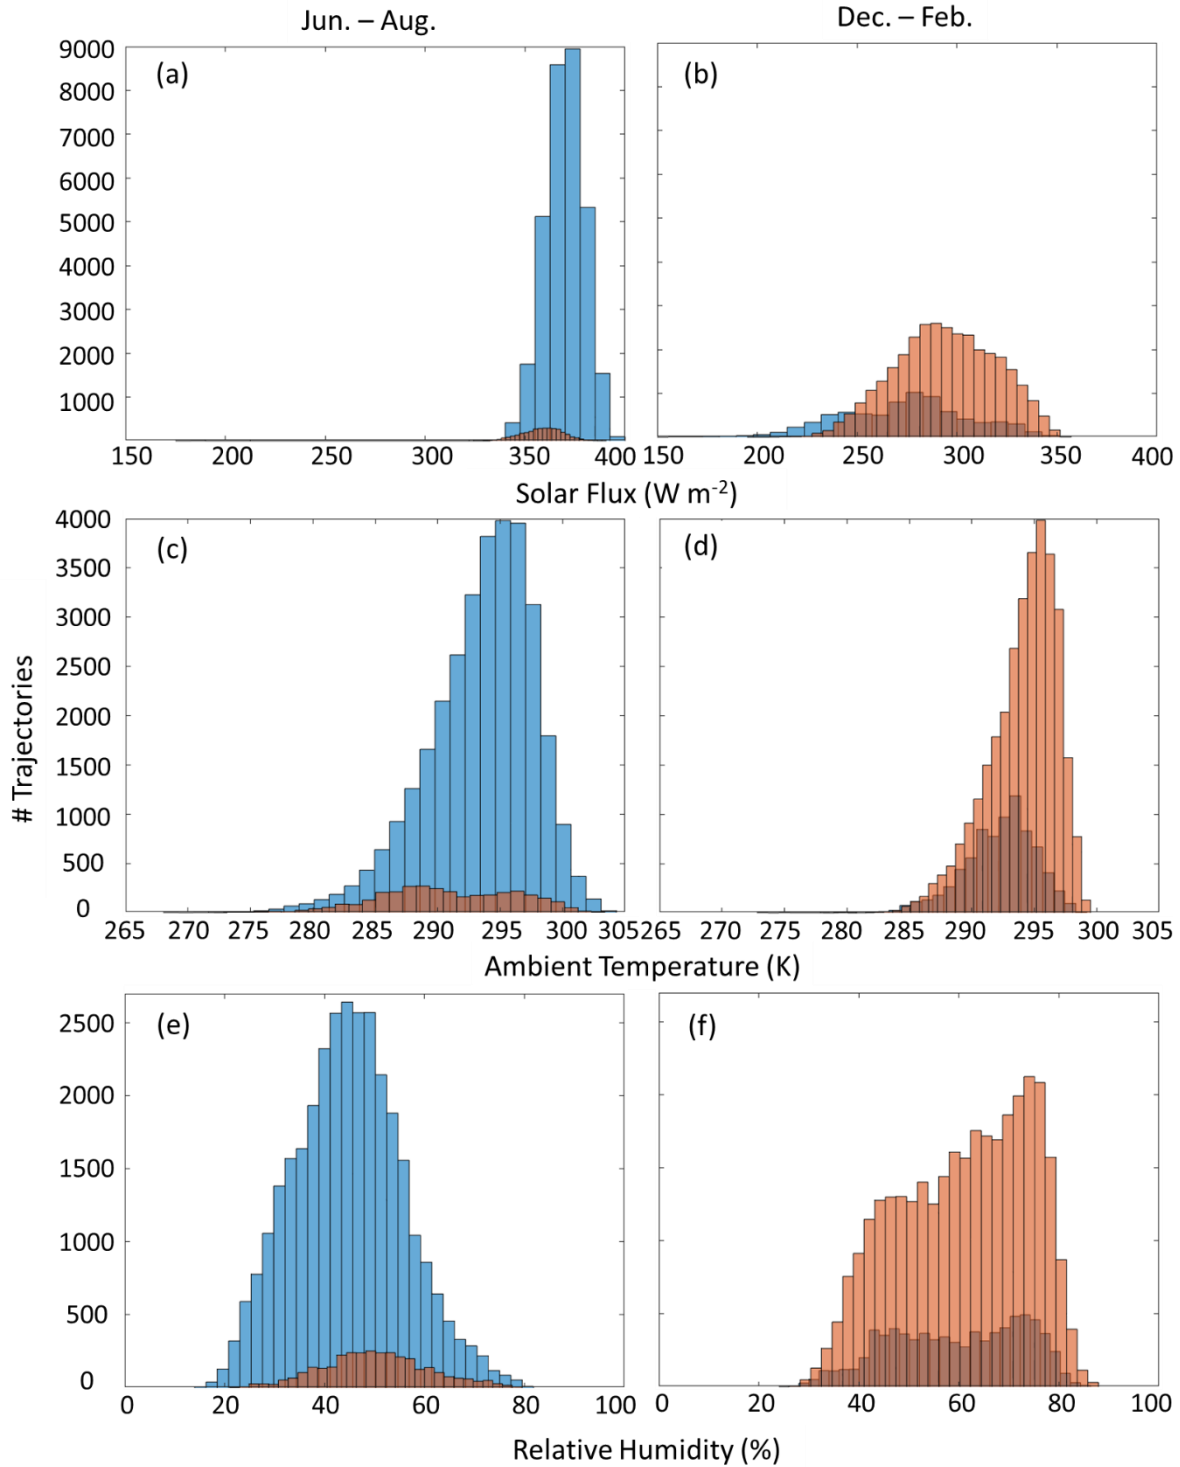 Jun. – Aug.
Dec. – Feb.
(a)
(b)
9000
8000
7000
6000
5000
4000
3000
2000
1000
150 200 250 300 350 400
150 200 250 300 350 400
Solar Flux (W m-2)
(c)
(d)
4000
3500
3000
2500
2000
1500
1000
500
0
265 270 275 280 285 290 295 300 305
265 270 275 280 285 290 295 300 305
# Trajectories
Ambient Temperature (K)
(e)
(f)
2500
2000
1500
1000
500
0
0 20 40 60 80 100
0 20 40 60 80 100
Relative Humidity (%)